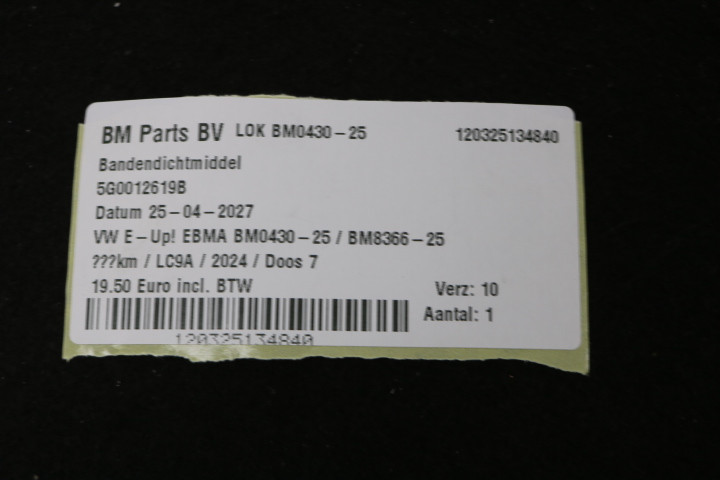 BM Parts BV LOK BM0430-25 120325134840
Bandendichtmiddel
5G0012619B
Datum 25-04-2027
VW E-Up! EBMA BM0430-25 / BM8366-25
???km / LC9A / 2024 / Doos 7
19.50 Euro incl. BTW Verz: 10
Aantal: 1
120325134840